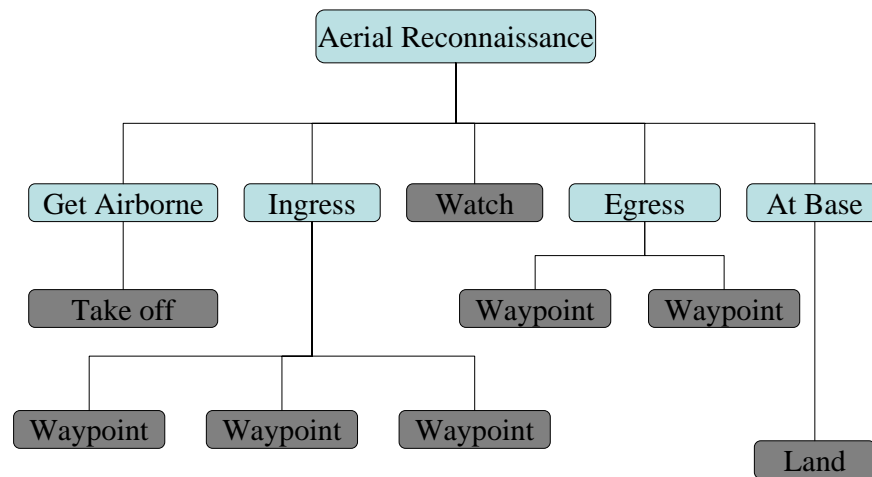 Aerial Reconnaissance
Get Airborne
Ingress
Watch
Egress
At Base
Take off
Waypoint
Waypoint
Waypoint
Waypoint
Waypoint
Land